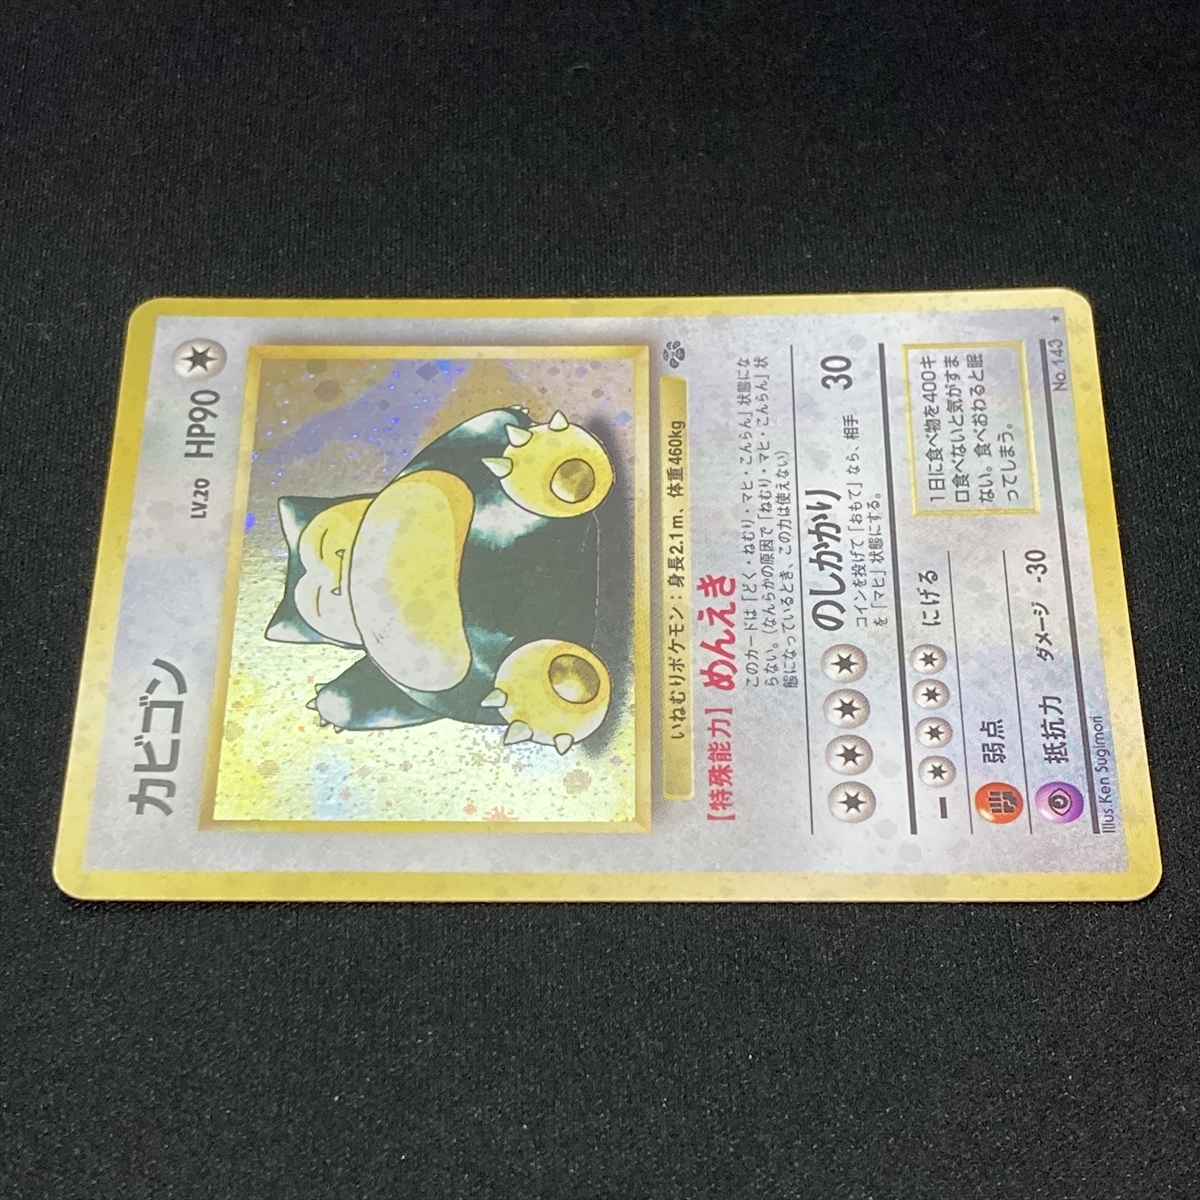 カビゴン LV.20 HP90
いねむりポケモン：身長2.1m、体重460kg
【特殊能力】めんえき
このカードは「どく・ねむり・マヒ・こんらん」状態にな
らない。（なんらかの原因で「ねむり・マヒ・こんらん」状
態になっているとき、この力は使えない）
のしかかり 30
コインを投げて「おもて」なら、相手
を「マヒ」状態にする。
にげる
弱点
抵抗力 ダメージ -30
1日に食べ物を400キ
ロ食べないと気がすま
ない。食べおわると眠
ってしまう。
Illus.Ken Sugimori No.143 ★